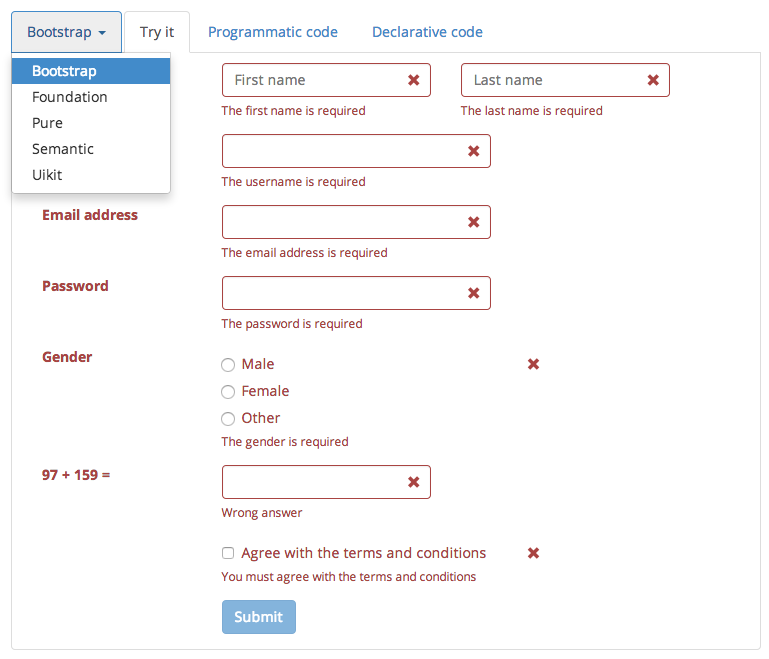 Bootstrap Try it Programmatic code Declarative code
Bootstrap
Foundation
Pure
Semantic
Uikit
First name Last name
The first name is required The last name is required
The username is required
Email address
The email address is required
Password
The password is required
Gender
Male
Female
Other
The gender is required
97 + 159 =
Wrong answer
Agree with the terms and conditions
You must agree with the terms and conditions
Submit